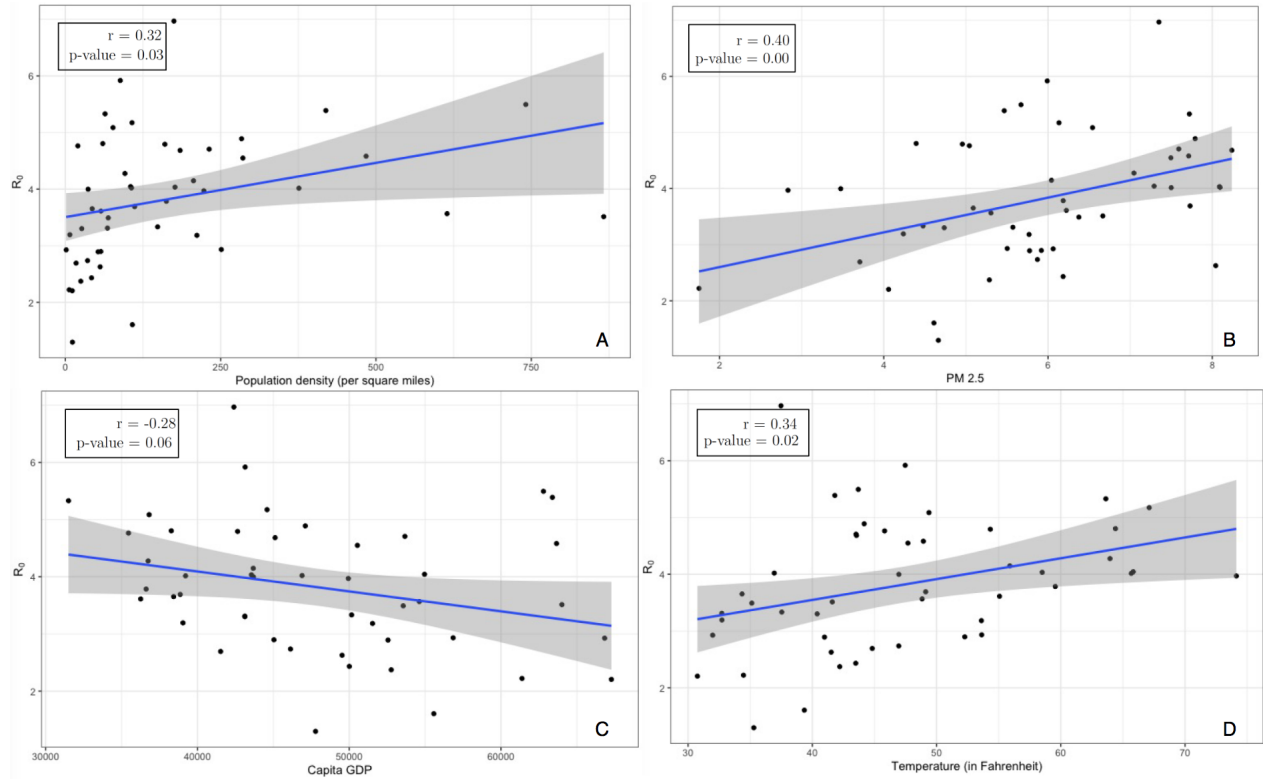 r = 0.32
p-value = 0.03
6
4
2
R0
0
250
500
750
Population density (per square miles)
A
r = 0.40
p-value = 0.00
6
4
2
R0
2
4
6
8
PM 2.5
B
r = -0.28
p-value = 0.06
6
4
2
R0
30000
40000
50000
60000
Capita GDP
C
r = 0.34
p-value = 0.02
6
4
2
R0
30
40
50
60
70
Temperature (in Fahrenheit)
D